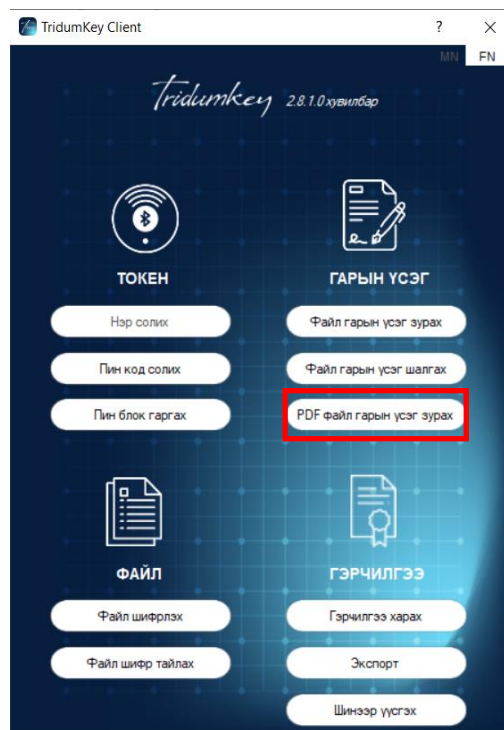 TridumKey Client
?
MN EN
Tridumkey 2.8.1.0 хувилбар
ТОКЕН
Нэр солих
Пин код солих
Пин блок гаргах
ГАРЫН ҮСЭГ
Файл гарын үсэг зурах
Файл гарын үсэг шалгах
PDF файл гарын үсэг зурах
ФАЙЛ
Файл шифрлэх
Файл шифр тайлах
ГЭРЧИЛГЭЭ
Гэрчилгээ харах
Экспорт
Шинээр үүсгэх